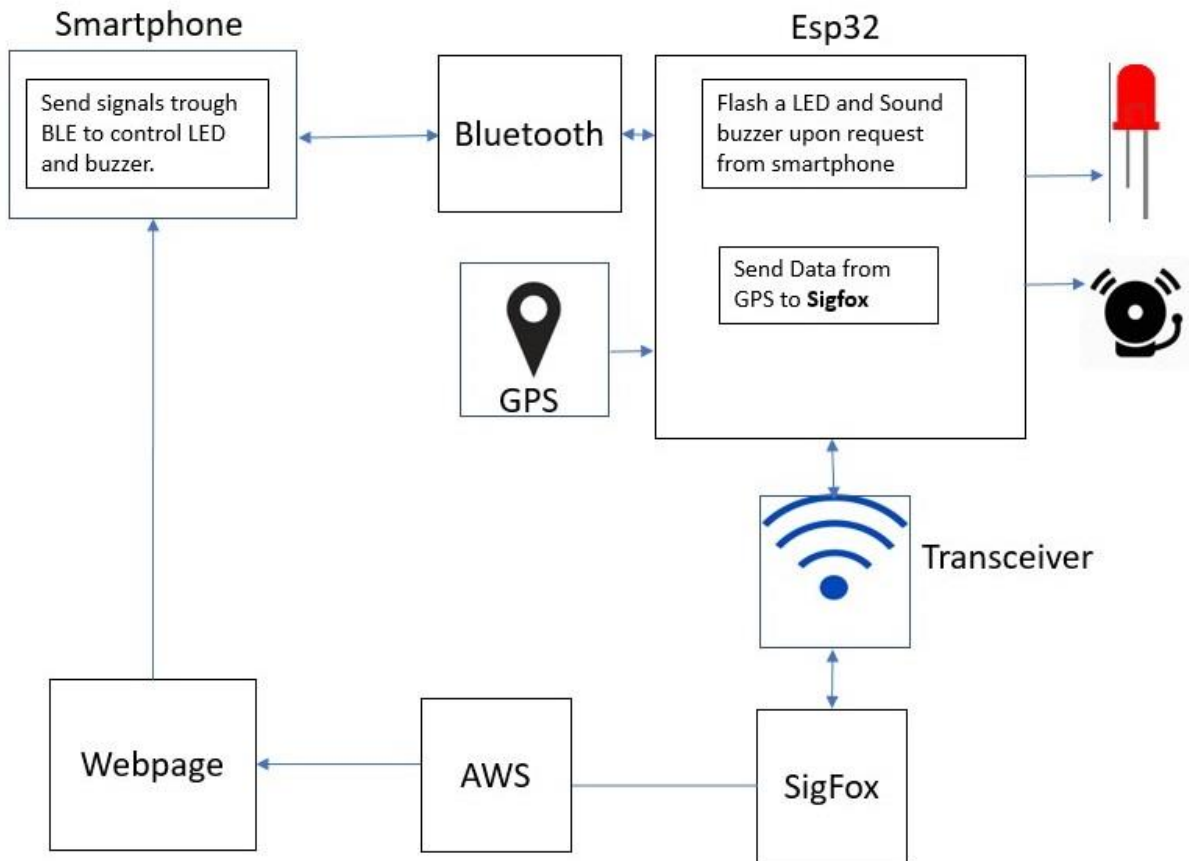 Smartphone
Esp32
Send signals trough
BLE to control LED
and buzzer.
Bluetooth
Flash a LED and Sound
buzzer upon request
from smartphone
Send Data from
GPS to Sigfox
GPS
Transceiver
Webpage
AWS
SigFox